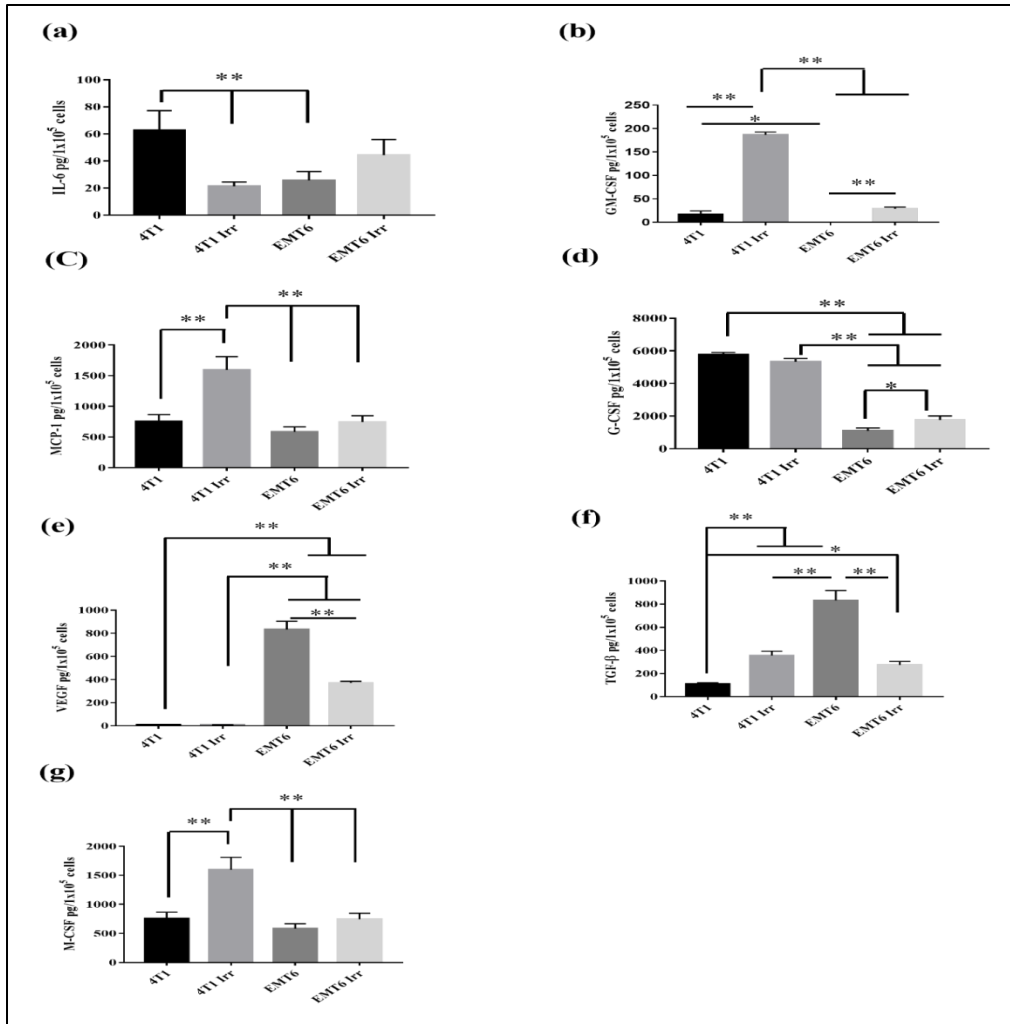 (a)
**
100
80
60
40
20
0
IL-6 pg/1x10⁵ cells
4T1
4T1 Irr
EMT6
EMT6 Irr
(b)
**
**
*
**
250
200
150
100
50
0
GM-CSF pg/1x10⁵ cells
4T1
4T1 Irr
EMT6
EMT6 Irr
(C)
**
**
2000
1500
1000
500
0
MCP-1 pg/1x10⁵ cells
4T1
4T1 Irr
EMT6
EMT6 Irr
(d)
**
**
*
8000
6000
4000
2000
0
G-CSF pg/1x10⁵ cells
4T1
4T1 Irr
EMT6
EMT6 Irr
(e)
**
**
**
1000
800
600
400
200
0
VEGF pg/1x10⁵ cells
4T1
4T1 Irr
EMT6
EMT6 Irr
(f)
**
*
**
**
1000
800
600
400
200
0
TGF-β pg/1x10⁵ cells
4T1
4T1 Irr
EMT6
EMT6 Irr
(g)
**
**
2000
1500
1000
500
0
M-CSF pg/1x10⁵ cells
4T1
4T1 Irr
EMT6
EMT6 Irr